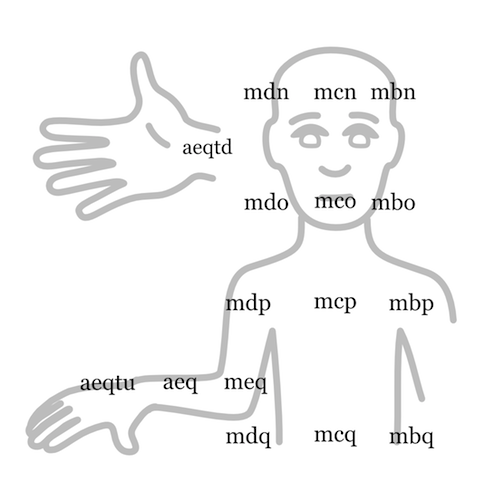 mdn mcn mbn
aeqtd
mdo mco mbo
mdp mcp mbp
aeqtu aeq meq
mdq mcq mbq